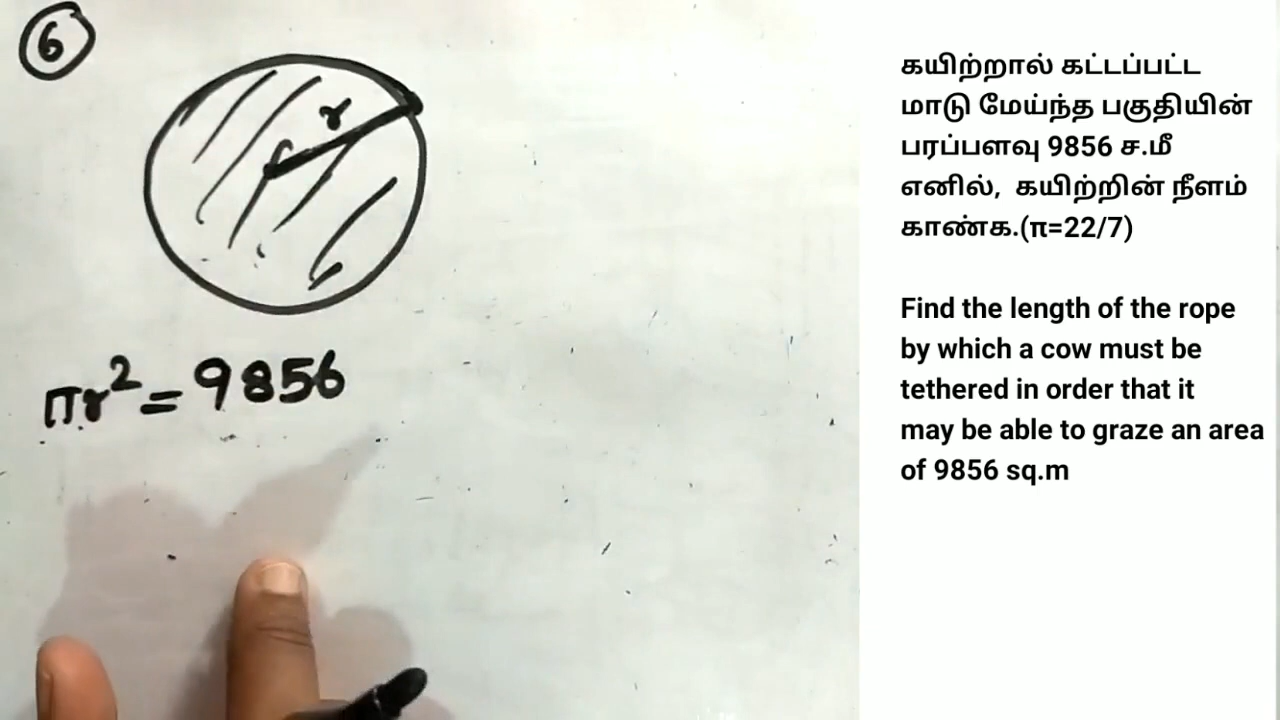 6
r
πr² = 9856
கயிற்றால் கட்டப்பட்ட
மாடு மேய்ந்த பகுதியின்
பரப்பளவு 9856 ச.மீ
எனில், கயிற்றின் நீளம்
காண்க.(π=22/7)
Find the length of the rope
by which a cow must be
tethered in order that it
may be able to graze an area
of 9856 sq.m